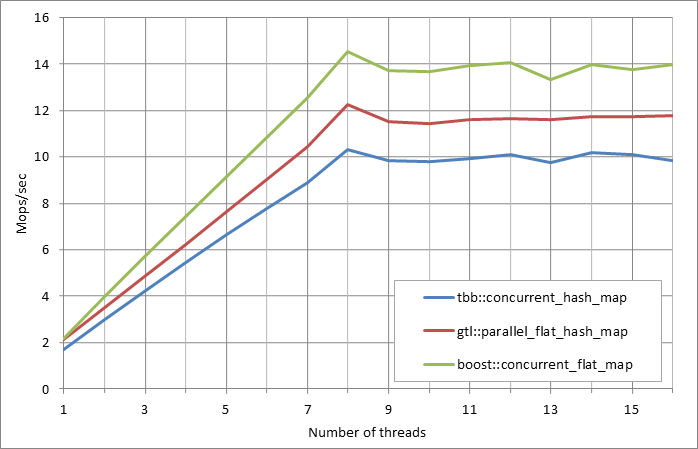 16
14
12
10
8
6
4
2
0
Mops/sec
tbb::concurrent_hash_map
gtl::parallel_flat_hash_map
boost::concurrent_flat_map
1 3 5 7 9 11 13 15
Number of threads